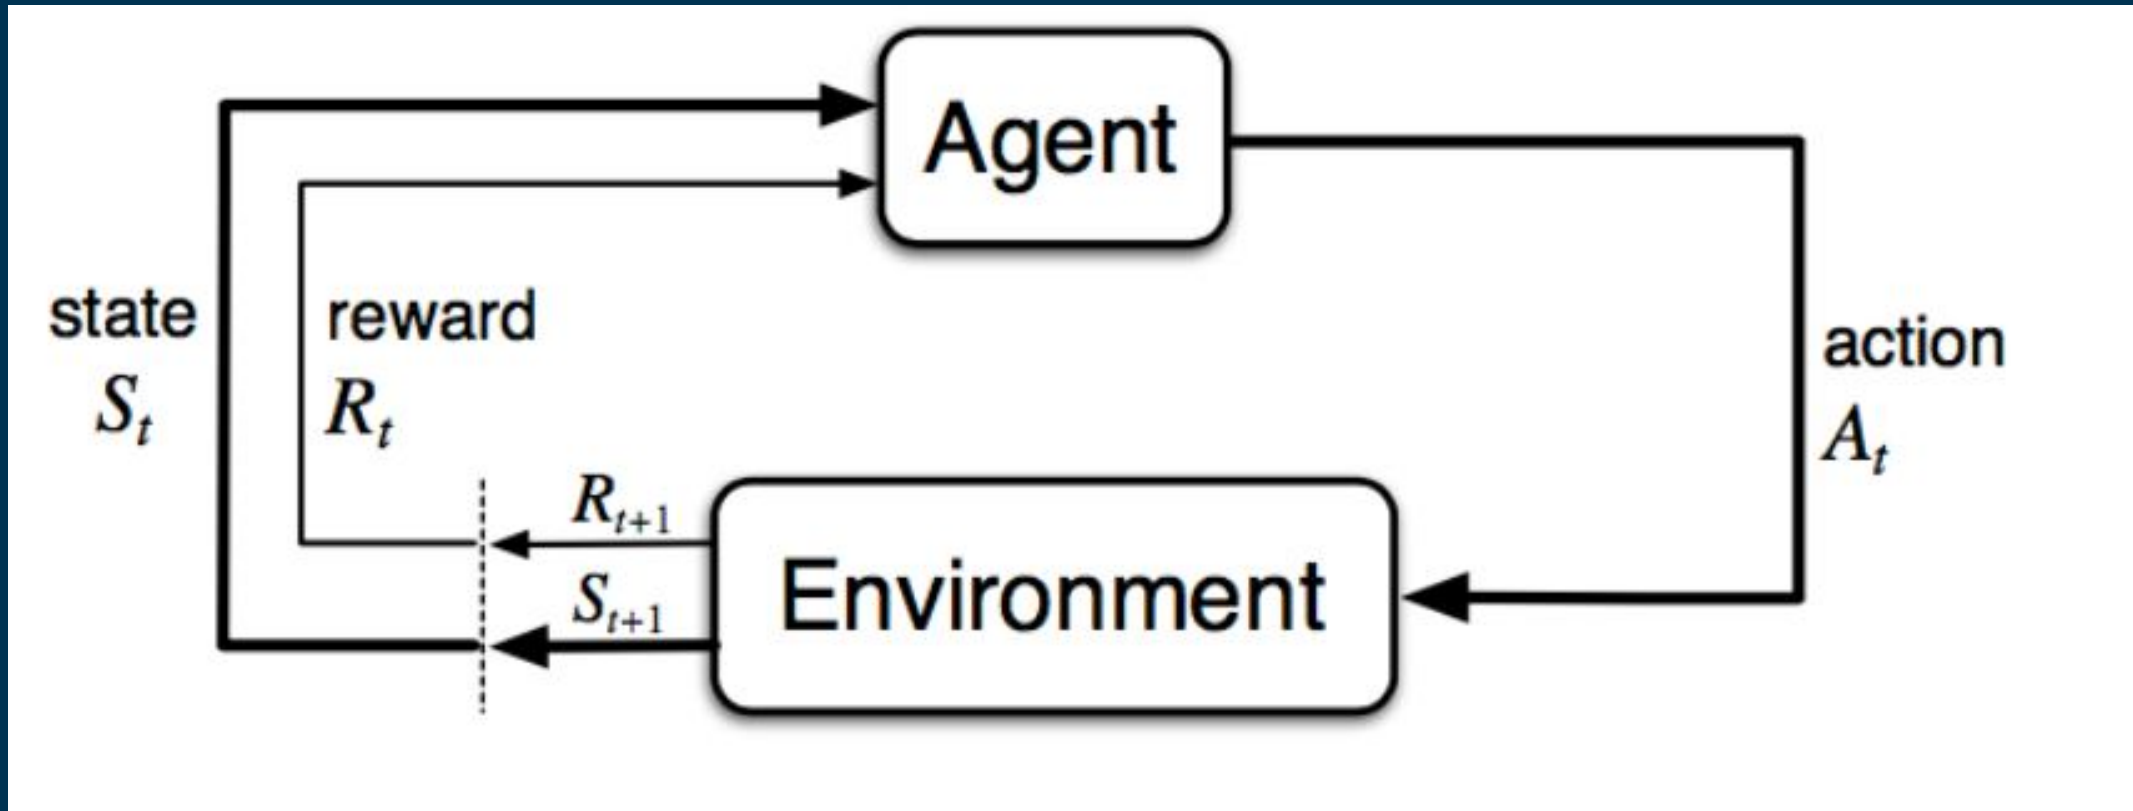 Agent
state
S_t
reward
R_t
action
A_t
R_{t+1}
S_{t+1}
Environment